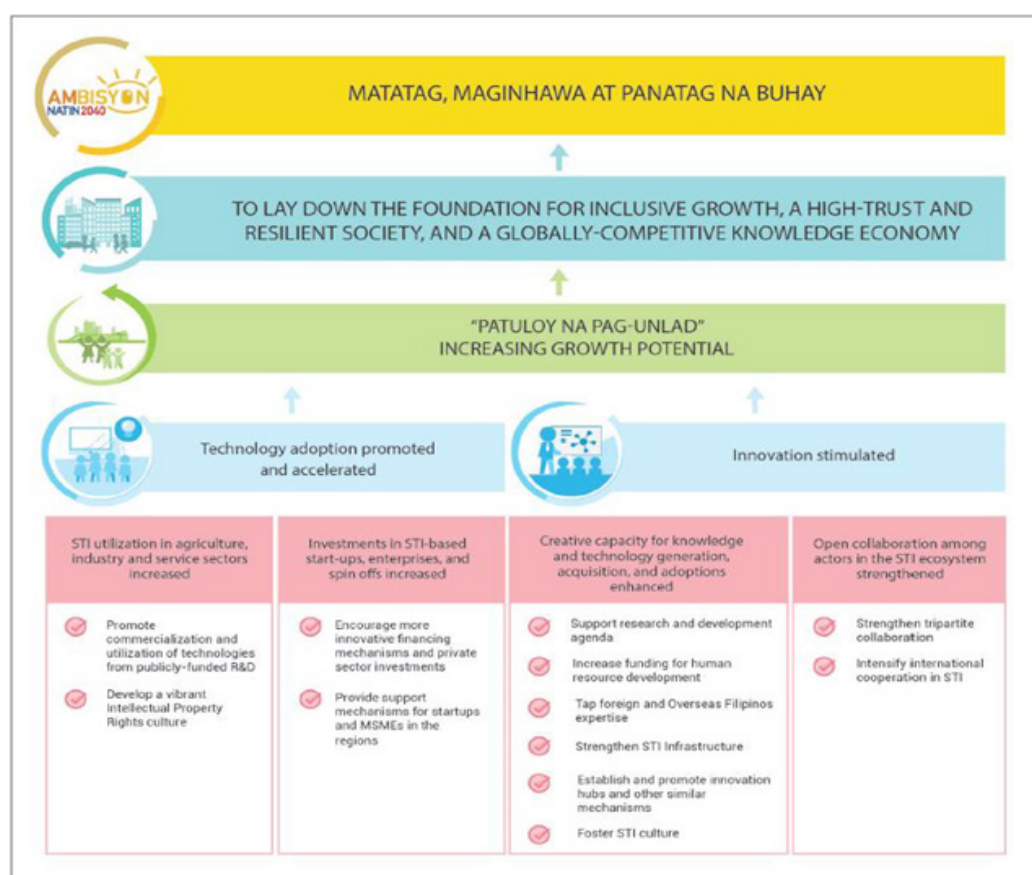 AMBISYON
NATIN 2040
MATATAG, MAGINHAWA AT PANATAG NA BUHAY
TO LAY DOWN THE FOUNDATION FOR INCLUSIVE GROWTH, A HIGH-TRUST AND
RESILIENT SOCIETY, AND A GLOBALLY-COMPETITIVE KNOWLEDGE ECONOMY
“PATULOY NA PAG-UNLAD”
INCREASING GROWTH POTENTIAL
Technology adoption promoted
and accelerated
Innovation stimulated
STI utilization in agriculture,
industry and service sectors
increased
Promote
commercialization and
utilization of technologies
from publicly-funded R&D
Develop a vibrant
Intellectual Property
Rights culture
Investments in STI-based
start-ups, enterprises, and
spin offs increased
Encourage more
innovative financing
mechanisms and private
sector investments
Provide support
mechanisms for startups
and MSMEs in the
regions
Creative capacity for knowledge
and technology generation,
acquisition, and adoptions
enhanced
Support research and development
agenda
Increase funding for human
resource development
Tap foreign and Overseas Filipinos
expertise
Strengthen STI Infrastructure
Establish and promote innovation
hubs and other similar
mechanisms
Foster STI culture
Open collaboration among
actors in the STI ecosystem
strengthened
Strengthen tripartite
collaboration
Intensify international
cooperation in STI